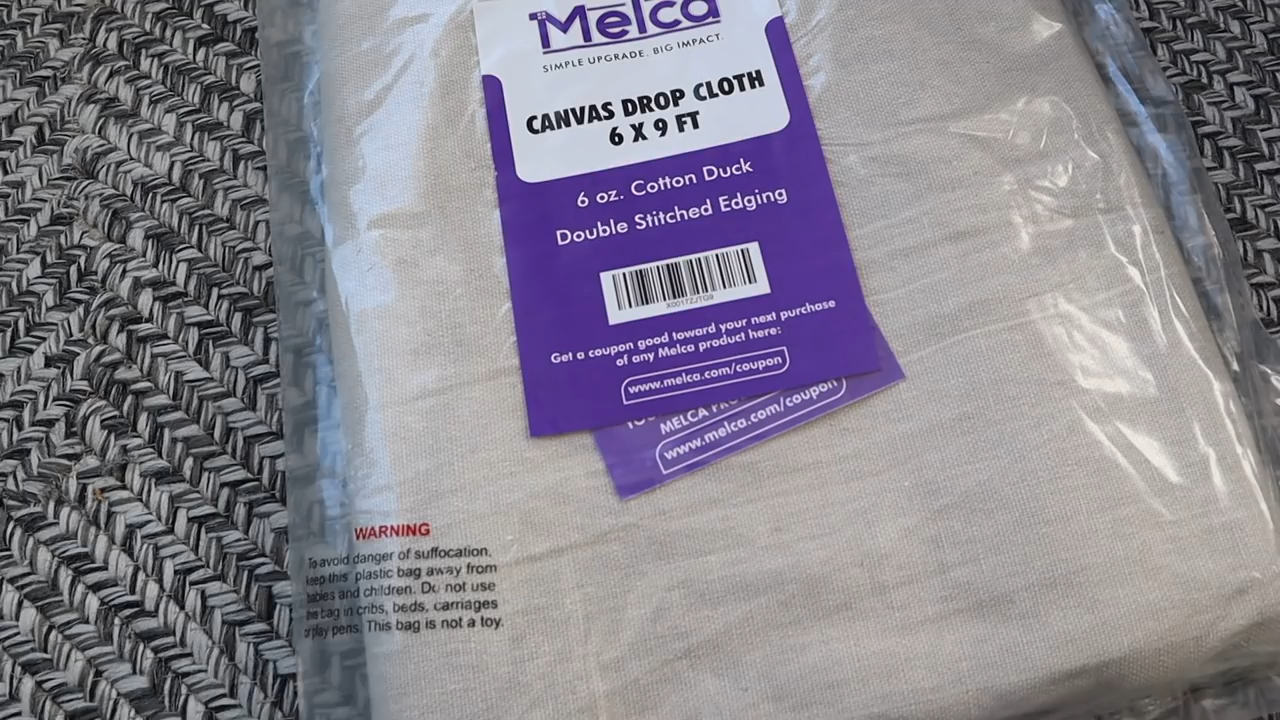 Melca
SIMPLE UPGRADE. BIG IMPACT.
CANVAS DROP CLOTH
6 X 9 FT
6 oz. Cotton Duck
Double Stitched Edging
X0017ZJTG9
Get a coupon good toward your next purchase
of any Melca product here:
www.melca.com/coupon
MELCA
www.melca.com/coupon
WARNING
To avoid danger of suffocation,
keep this plastic bag away from
babies and children. Do not use
this bag in cribs, beds, carriages
or play pens. This bag is not a toy.